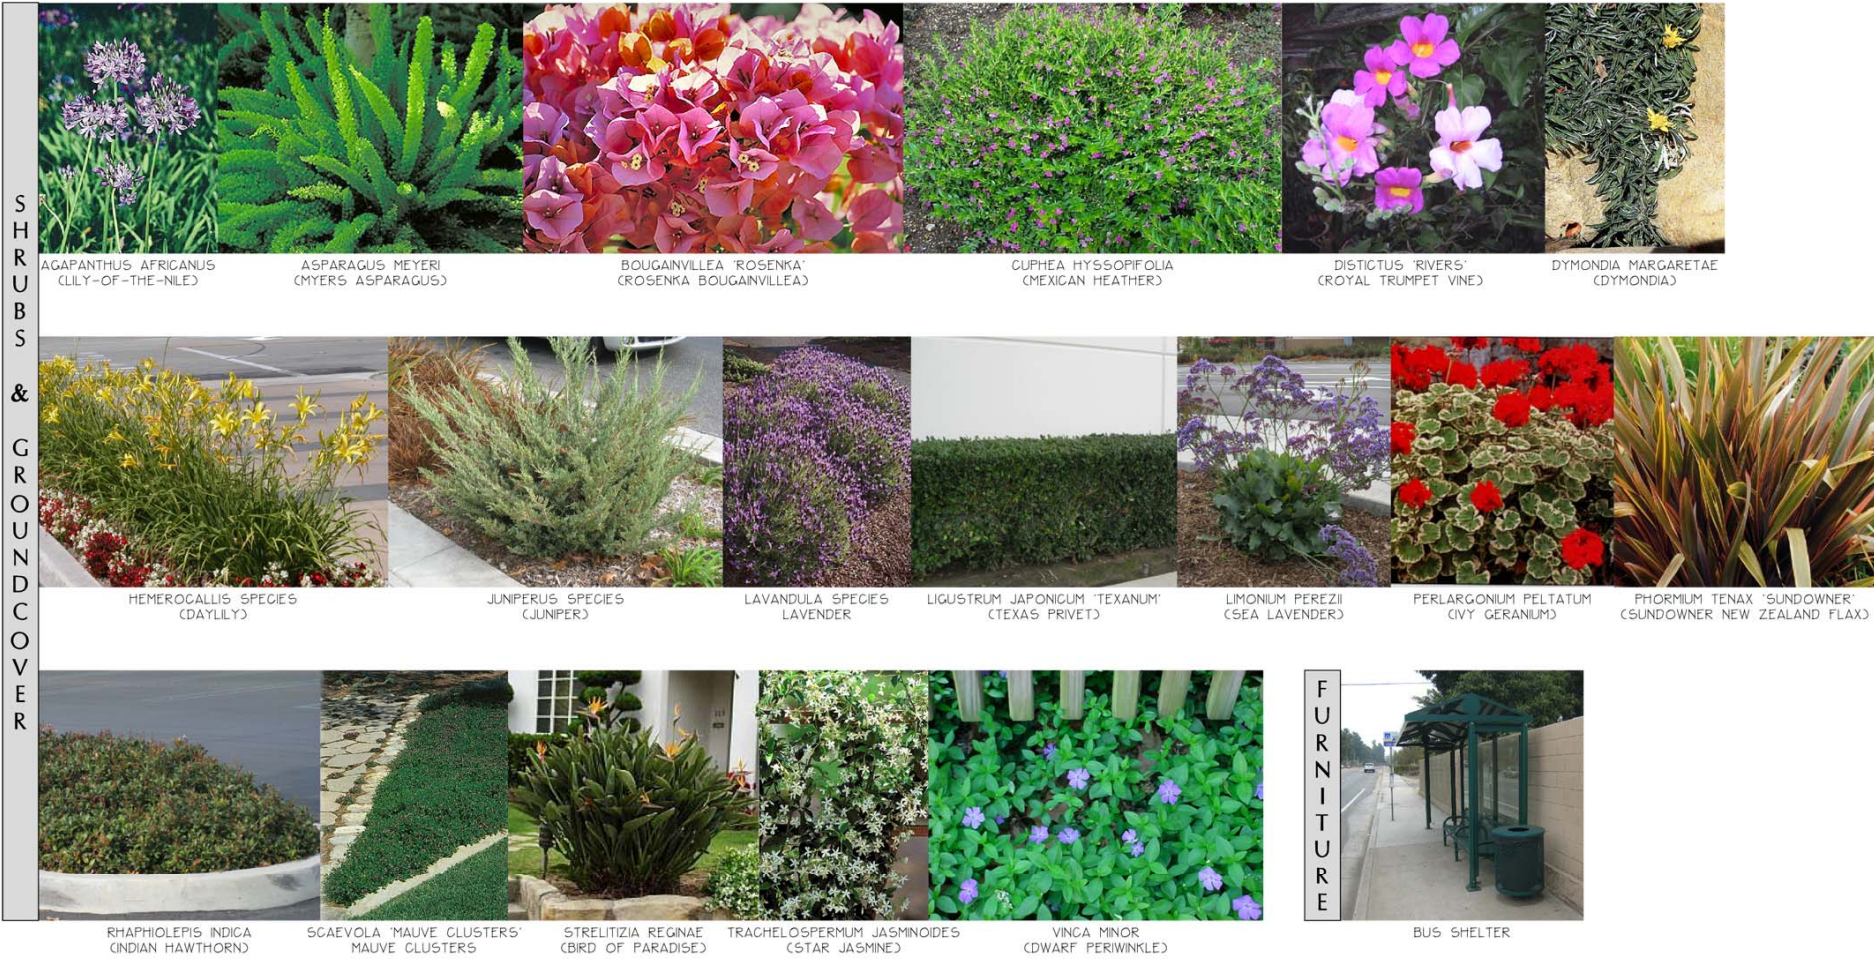 SHRUBS & GROUNDCOVER
AGAPANTHUS AFRICANUS
(LILY-OF-THE-NILE)
ASPARAGUS MEYERI
(MYERS ASPARAGUS)
BOUGAINVILLEA 'ROSENKA'
(ROSENKA BOUGAINVILLEA)
CUPHEA HYSSOPIFOLIA
(MEXICAN HEATHER)
DISTICTUS 'RIVERS'
(ROYAL TRUMPET VINE)
DYMONDIA MARGARETAE
(DYMONDIA)
HEMEROCALLIS SPECIES
(DAYLILY)
JUNIPERUS SPECIES
(JUNIPER)
LAVANDULA SPECIES
LAVENDER
LIGUSTRUM JAPONICUM 'TEXANUM'
(TEXAS PRIVET)
LIMONIUM PEREZII
(SEA LAVENDER)
PERLARGONIUM PELTATUM
(IVY GERANIUM)
PHORMIUM TENAX 'SUNDOWNER'
(SUNDOWNER NEW ZEALAND FLAX)
RHAPHIOLEPIS INDICA
(INDIAN HAWTHORN)
SCAEVOLA 'MAUVE CLUSTERS'
MAUVE CLUSTERS
STRELITIZIA REGINAE
(BIRD OF PARADISE)
TRACHELOSPERMUM JASMINOIDES
(STAR JASMINE)
VINCA MINOR
(DWARF PERIWINKLE)
FURNITURE
BUS SHELTER